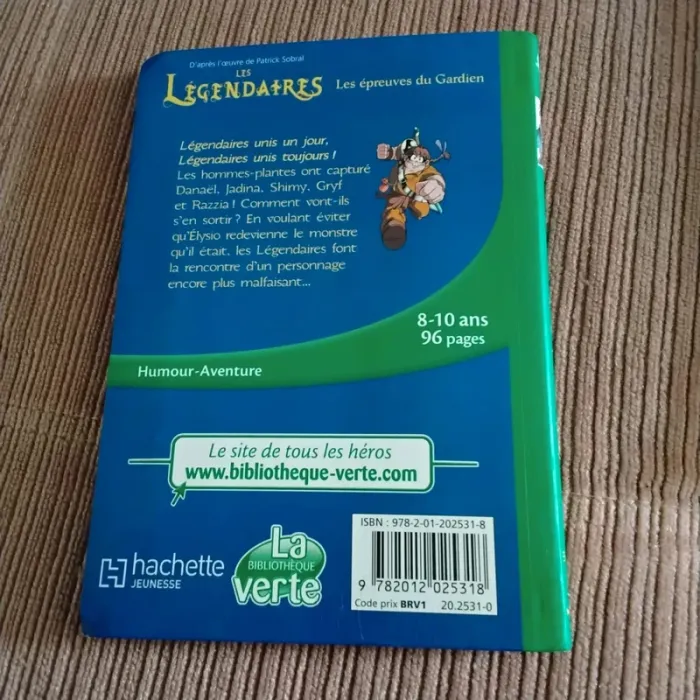 D'après l'œuvre de Patrick Sobral
LES
LÉGENDAIRES Les épreuves du Gardien
Légendaires unis un jour,
Légendaires unis toujours !
Les hommes-plantes ont capturé
Danaël, Jadina, Shimy, Gryf
et Razzia ! Comment vont-ils
s'en sortir ? En voulant éviter
qu'Élysio redevienne le monstre
qu'il était, les Légendaires font
la rencontre d'un personnage
encore plus malfaisant...
8-10 ans
96 pages
Humour-Aventure
Le site de tous les héros
www.bibliotheque-verte.com
ISBN : 978-2-01-202531-8
hachette
JEUNESSE
La
BIBLIOTHÈQUE
verte
9 782012 025318
Code prix BRV1 20.2531-0